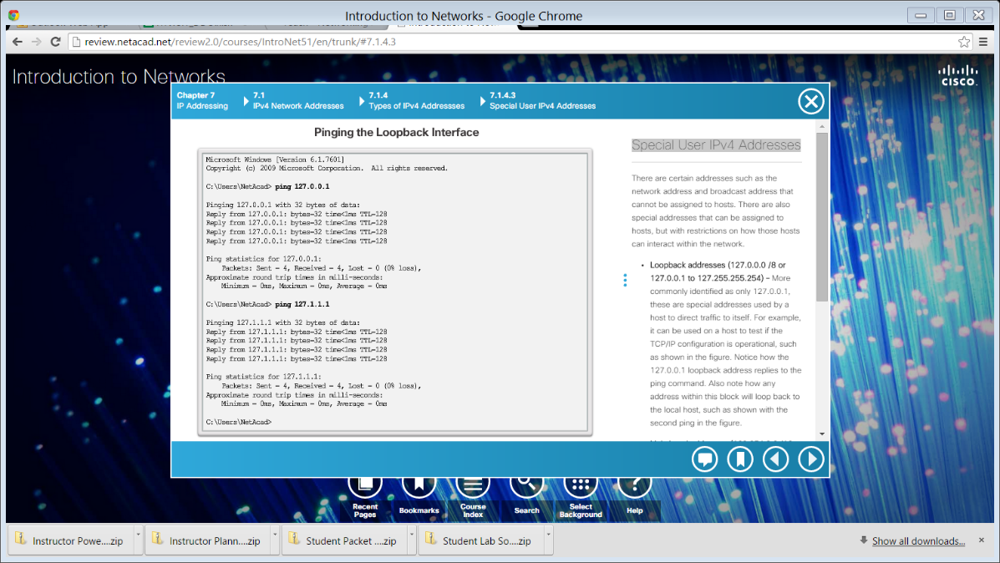 Introduction to Networks - Google Chrome
review.netacad.net/review2.0/courses/IntroNet51/en/trunk/#7.1.4.3
Introduction to Networks
CISCO
Chapter 7
IP Addressing
7.1
IPv4 Network Addresses
7.1.4
Types of IPv4 Addressses
7.1.4.3
Special User IPv4 Addresses
Pinging the Loopback Interface
Microsoft Windows [Version 6.1.7601]
Copyright (c) 2009 Microsoft Corporation. All rights reserved.
C:\Users\NetAcad> ping 127.0.0.1
Pinging 127.0.0.1 with 32 bytes of data:
Reply from 127.0.0.1: bytes=32 time<1ms TTL=128
Reply from 127.0.0.1: bytes=32 time<1ms TTL=128
Reply from 127.0.0.1: bytes=32 time<1ms TTL=128
Reply from 127.0.0.1: bytes=32 time<1ms TTL=128
Ping statistics for 127.0.0.1:
Packets: Sent = 4, Received = 4, Lost = 0 (0% loss),
Approximate round trip times in milli-seconds:
Minimum = 0ms, Maximum = 0ms, Average = 0ms
C:\Users\NetAcad> ping 127.1.1.1
Pinging 127.1.1.1 with 32 bytes of data:
Reply from 127.1.1.1: bytes=32 time<1ms TTL=128
Reply from 127.1.1.1: bytes=32 time<1ms TTL=128
Reply from 127.1.1.1: bytes=32 time<1ms TTL=128
Reply from 127.1.1.1: bytes=32 time<1ms TTL=128
Ping statistics for 127.1.1.1:
Packets: Sent = 4, Received = 4, Lost = 0 (0% loss),
Approximate round trip times in milli-seconds:
Minimum = 0ms, Maximum = 0ms, Average = 0ms
C:\Users\NetAcad>
Special User IPv4 Addresses
There are certain addresses such as the
network address and broadcast address that
cannot be assigned to hosts. There are also
special addresses that can be assigned to
hosts, but with restrictions on how those hosts
can interact within the network.
• Loopback addresses (127.0.0.0 /8 or
127.0.0.1 to 127.255.255.254) – More
commonly identified as only 127.0.0.1,
these are special addresses used by a
host to direct traffic to itself. For example,
it can be used on a host to test if the
TCP/IP configuration is operational, such
as shown in the figure. Notice how the
127.0.0.1 loopback address replies to the
ping command. Also note how any
address within this block will loop back to
the local host, such as shown with the
second ping in the figure.
Recent
Pages
Bookmarks
Course
Index
Search
Select
Background
Help
Instructor Powe....zip
Instructor Plann....zip
Student Packet ....zip
Student Lab So....zip
Show all downloads...